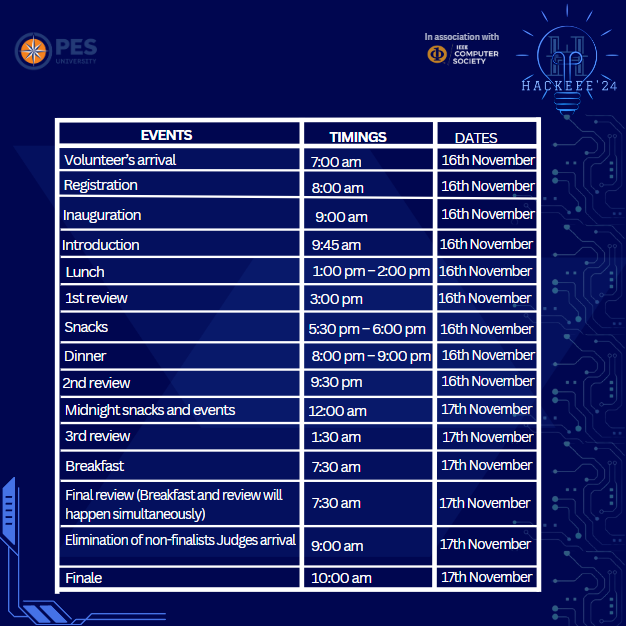 PES
UNIVERSITY
In association with
IEEE
COMPUTER
SOCIETY
HACKEEE'24
EVENTS TIMINGS DATES
Volunteer's arrival 7:00 am 16th November
Registration 8:00 am 16th November
Inauguration 9:00 am 16th November
Introduction 9:45 am 16th November
Lunch 1:00 pm – 2:00 pm 16th November
1st review 3:00 pm 16th November
Snacks 5:30 pm – 6:00 pm 16th November
Dinner 8:00 pm – 9:00 pm 16th November
2nd review 9:30 pm 16th November
Midnight snacks and events 12:00 am 17th November
3rd review 1:30 am 17th November
Breakfast 7:30 am 17th November
Final review (Breakfast and review will
happen simultaneously) 7:30 am 17th November
Elimination of non-finalists Judges arrival 9:00 am 17th November
Finale 10:00 am 17th November